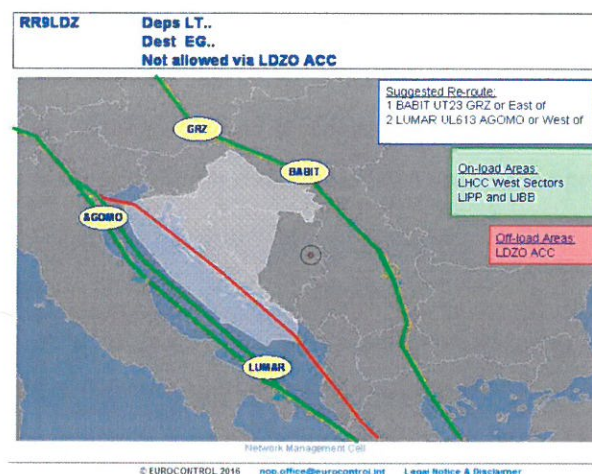 RR9LDZ
Deps LT..
Dest EG..
Not allowed via LDZO ACC
Suggested Re-route:
1 BABIT UT23 GRZ or East of
2 LUMAR UL613 AGOMO or West of
GRZ
BABIT
On-load Areas:
LHCC West Sectors
LIPP and LIBB
AGOMO
Off-load Areas:
LDZO ACC
LUMAR
Network Management Cell
© EUROCONTROL 2016 nop.office@eurocontrol.int Legal Notice & Disclaimer